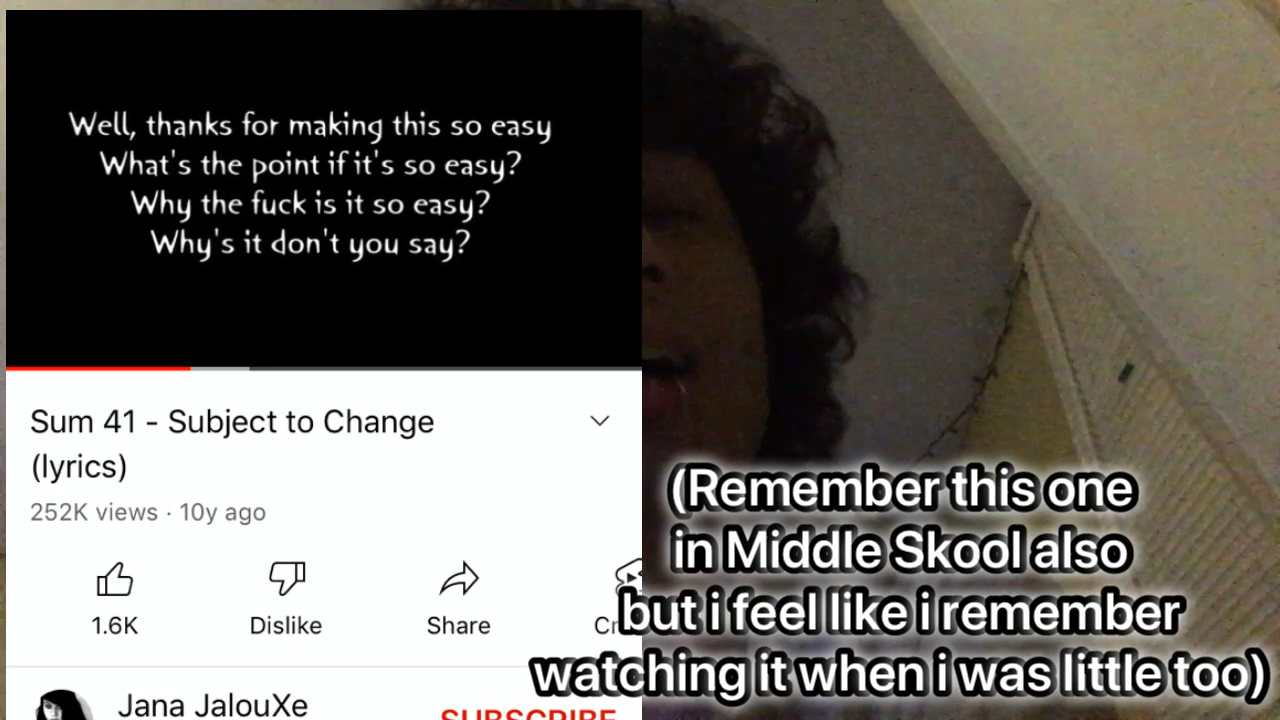 Well, thanks for making this so easy
What's the point if it's so easy?
Why the fuck is it so easy?
Why's it don't you say?
Sum 41 - Subject to Change
(lyrics)
252K views · 10y ago
1.6K
Dislike
Share
Jana JalouXe
SUBSCRIBE
(Remember this one
in Middle Skool also
but i feel like i remember
watching it when i was little too)